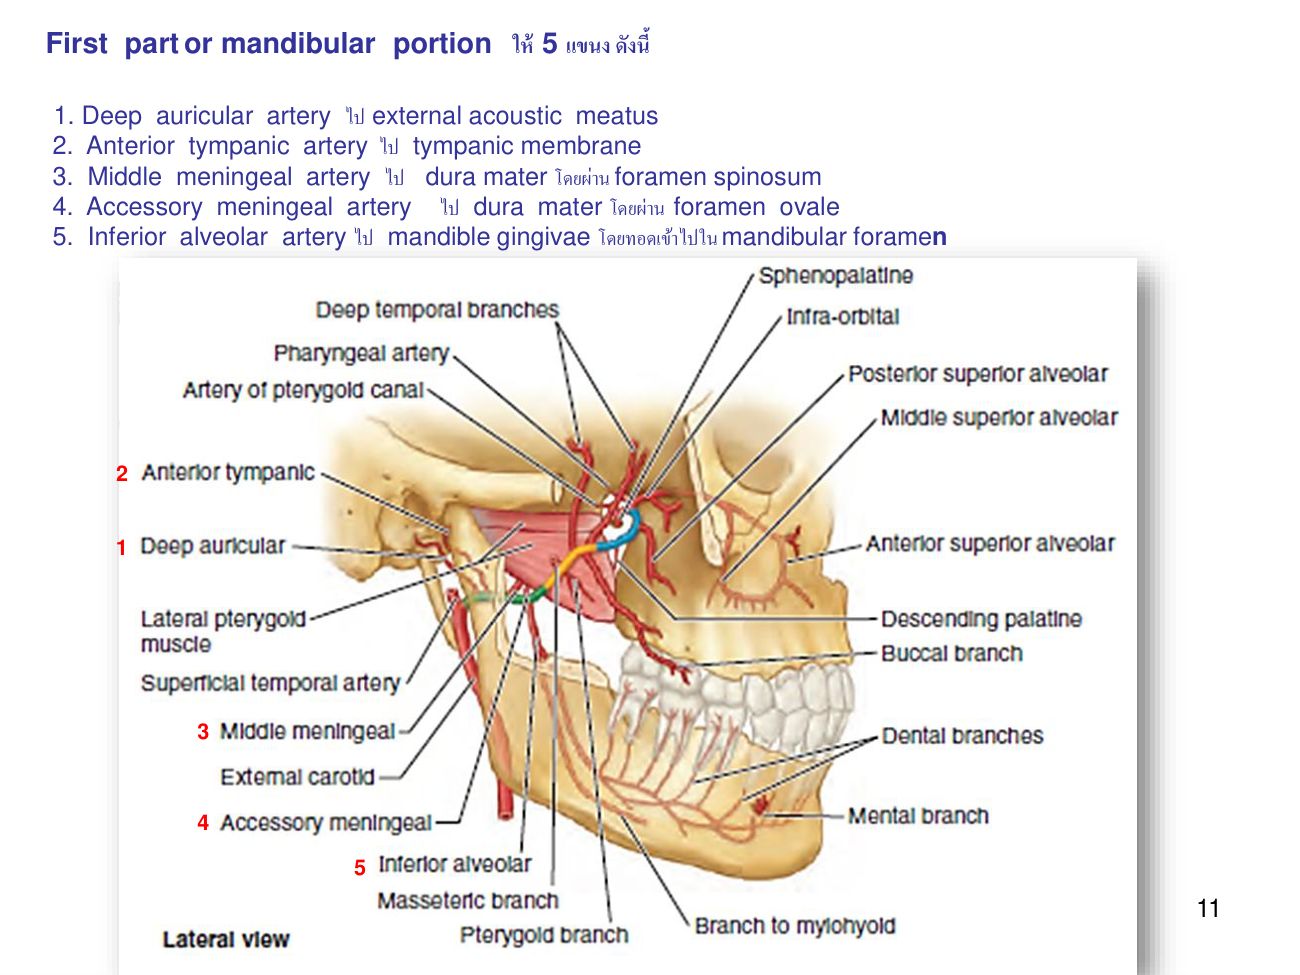 First part or mandibular portion ให้ 5 แขนง ดังนี้
1. Deep auricular artery ไป external acoustic meatus
2. Anterior tympanic artery ไป tympanic membrane
3. Middle meningeal artery ไป dura mater โดยผ่าน foramen spinosum
4. Accessory meningeal artery ไป dura mater โดยผ่าน foramen ovale
5. Inferior alveolar artery ไป mandible gingivae โดยทอดเข้าไปใน mandibular foramen
Sphenopalatine
Deep temporal branches
Infra-orbital
Pharyngeal artery
Posterior superior alveolar
Artery of pterygoid canal
Middle superior alveolar
2 Anterior tympanic
1 Deep auricular
Anterior superior alveolar
Lateral pterygoid
muscle
Descending palatine
Buccal branch
Superficial temporal artery
3 Middle meningeal
Dental branches
External carotid
4 Accessory meningeal
Mental branch
5 Inferior alveolar
Masseteric branch
11
Branch to mylohyoid
Pterygoid branch
Lateral view